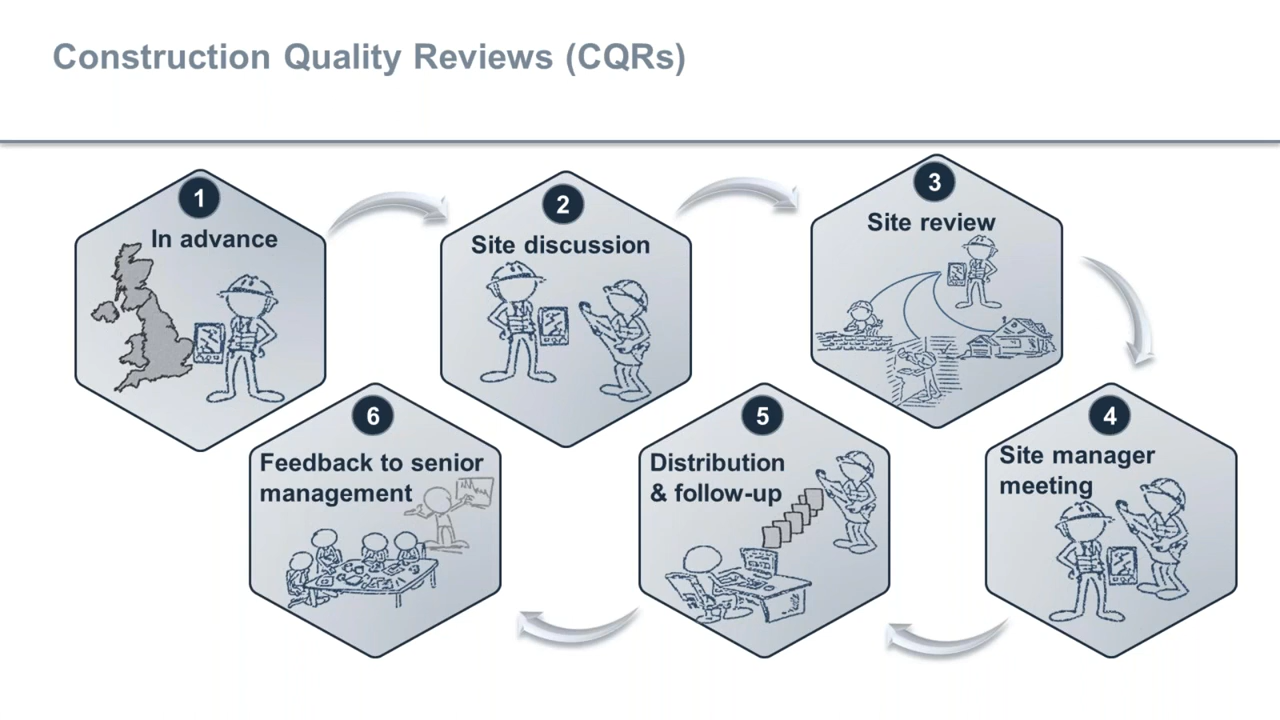 Construction Quality Reviews (CQRs)
1
In advance
2
Site discussion
3
Site review
4
Site manager
meeting
5
Distribution
& follow-up
6
Feedback to senior
management